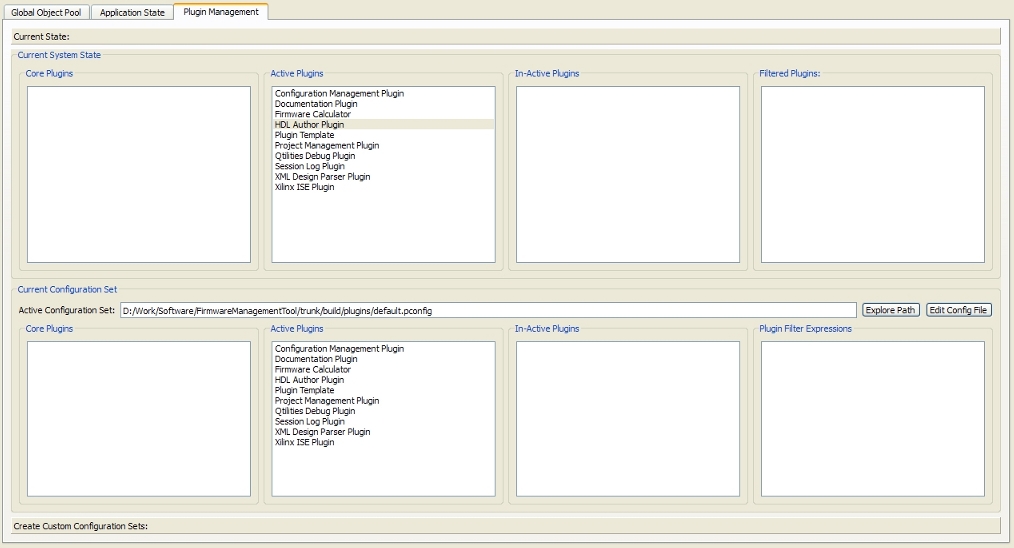 Global Object Pool
Application State
Plugin Management
Current State:
Current System State
Core Plugins
Active Plugins
Configuration Management Plugin
Documentation Plugin
Firmware Calculator
HDL Author Plugin
Plugin Template
Project Management Plugin
Qtilities Debug Plugin
Session Log Plugin
XML Design Parser Plugin
Xilinx ISE Plugin
In-Active Plugins
Filtered Plugins:
Current Configuration Set
Active Configuration Set:
D:/Work/Software/FirmwareManagementTool/trunk/build/plugins/default.pconfig
Explore Path
Edit Config File
Core Plugins
Active Plugins
Configuration Management Plugin
Documentation Plugin
Firmware Calculator
HDL Author Plugin
Plugin Template
Project Management Plugin
Qtilities Debug Plugin
Session Log Plugin
XML Design Parser Plugin
Xilinx ISE Plugin
In-Active Plugins
Plugin Filter Expressions
Create Custom Configuration Sets: